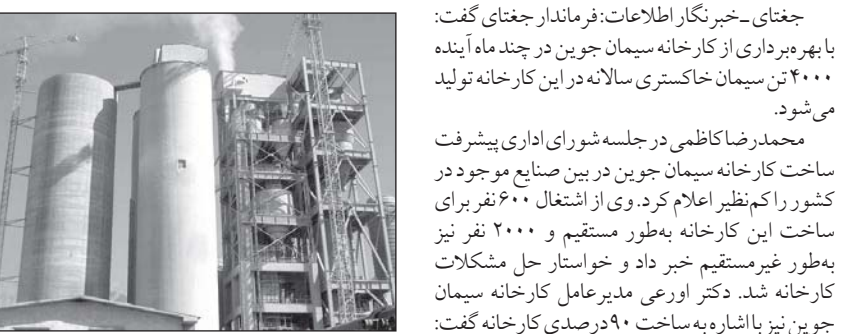 جغتای ـ خبرنگار اطلاعات: فرماندار جغتای گفت:
با بهره‌برداری از کارخانه سیمان جوین در چند ماه آینده
۴۰۰۰ تن سیمان خاکستری سالانه در این کارخانه تولید
می‌شود.
محمدرضا کاظمی در جلسه شورای اداری پیشرفت
ساخت کارخانه سیمان جوین در بین صنایع موجود در
کشور را کم‌نظیر اعلام کرد. وی از اشتغال ۶۰۰ نفر برای
ساخت این کارخانه به‌طور مستقیم و ۲۰۰۰ نفر نیز
به‌طور غیرمستقیم خبر داد و خواستار حل مشکلات
کارخانه شد. دکتر اورعی مدیرعامل کارخانه سیمان
جوین نیز با اشاره به ساخت ۹۰درصدی کارخانه گفت: